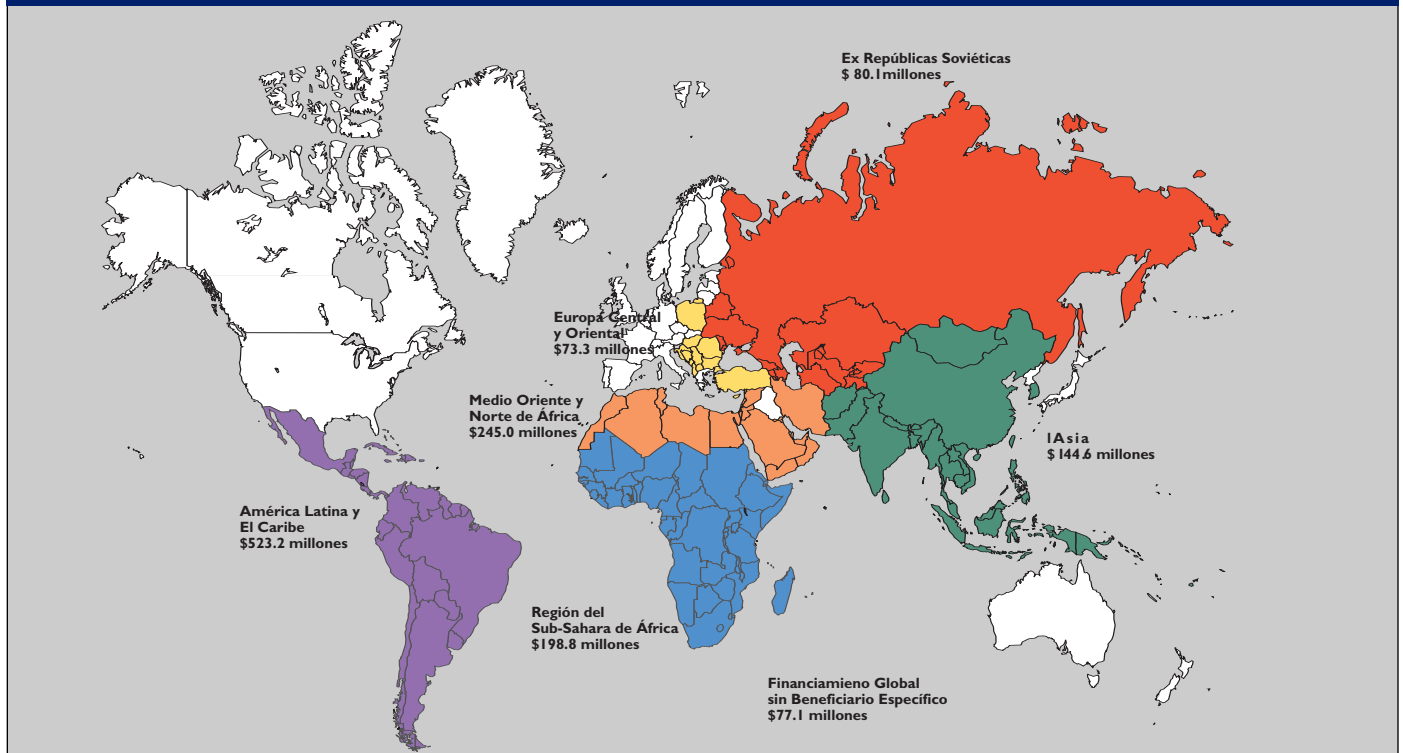 Ex Repúblicas Soviéticas
$ 80.1millones
Europa Central
y Oriental
$73.3 millones
Medio Oriente y
Norte de África
$245.0 millones
IAsia
$144.6 millones
América Latina y
El Caribe
$523.2 millones
Región del
Sub-Sahara de África
$198.8 millones
Financiamieno Global
sin Beneficiario Específico
$77.1 millones